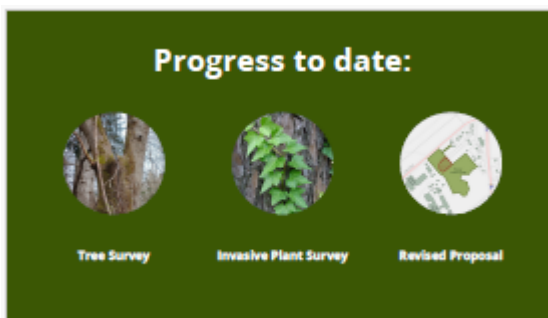 Progress to date:
Tree Survey
Invasive Plant Survey
Revised Proposal